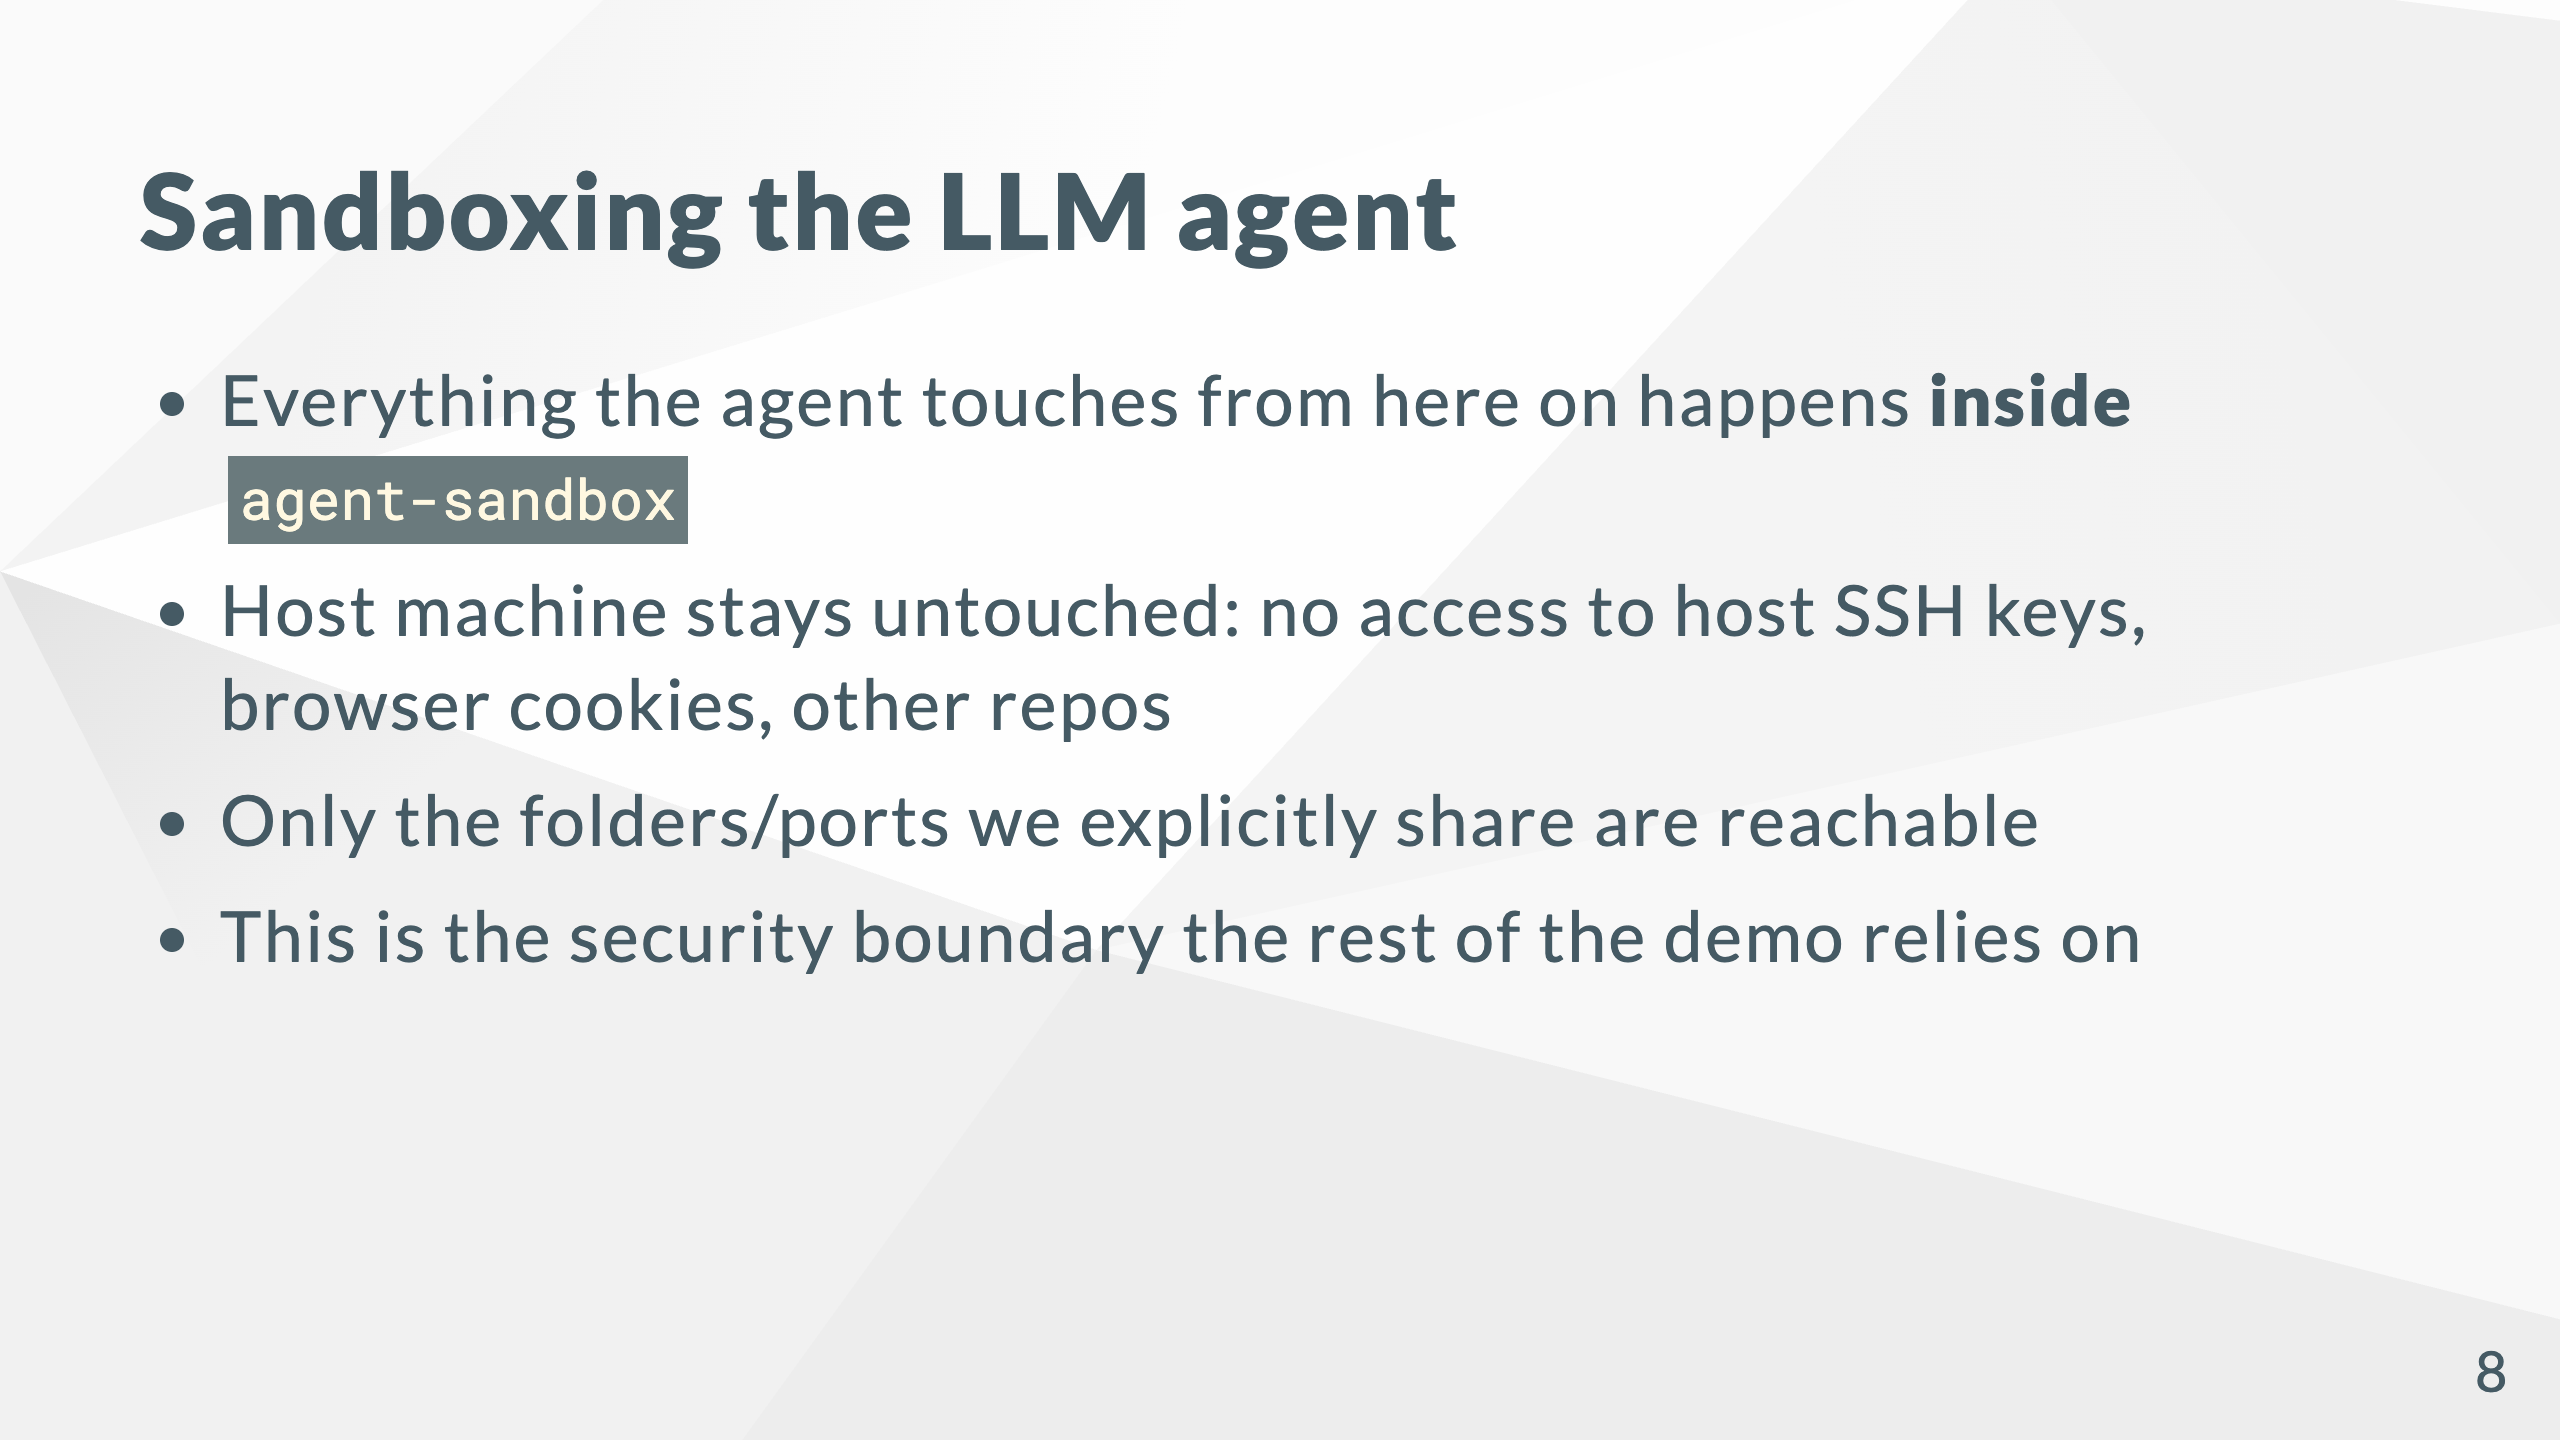 Sandboxing the LLM agent
• Everything the agent touches from here on happens inside
agent-sandbox
• Host machine stays untouched: no access to host SSH keys,
browser cookies, other repos
• Only the folders/ports we explicitly share are reachable
• This is the security boundary the rest of the demo relies on
8